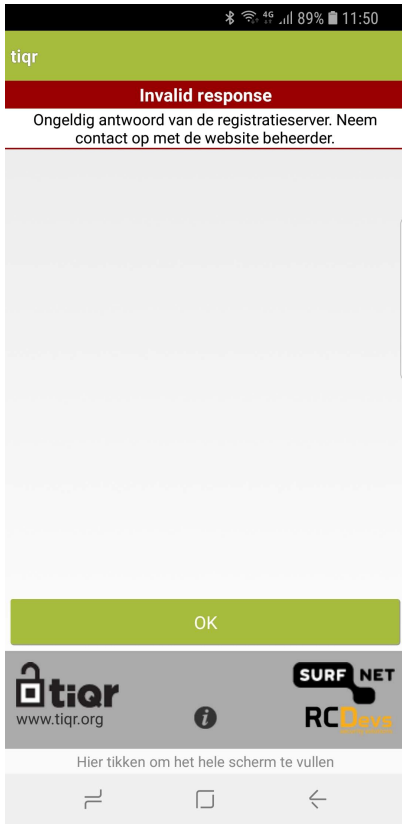 4G 89% 11:50
tiqr
Invalid response
Ongeldig antwoord van de registratieserver. Neem
contact op met de website beheerder.
OK
tiqr
www.tiqr.org
i
SURF NET
RCDevs
Hier tikken om het hele scherm te vullen